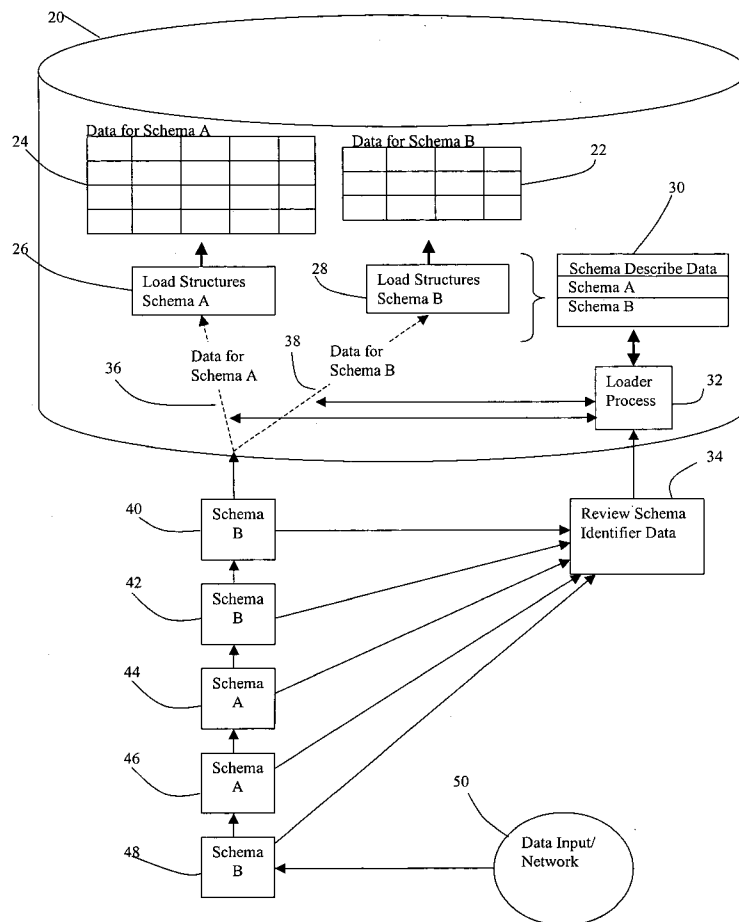 20
Data for Schema A
24
Data for Schema B
22
30
26
Load Structures
Schema A
28
Load Structures
Schema B
Schema Describe Data
Schema A
Schema B
38
Data for
Schema A
Data for
Schema B
36
Loader
Process
32
34
40
Schema
B
Review Schema
Identifier Data
42
Schema
B
44
Schema
A
46
Schema
A
50
48
Schema
B
Data Input/
Network